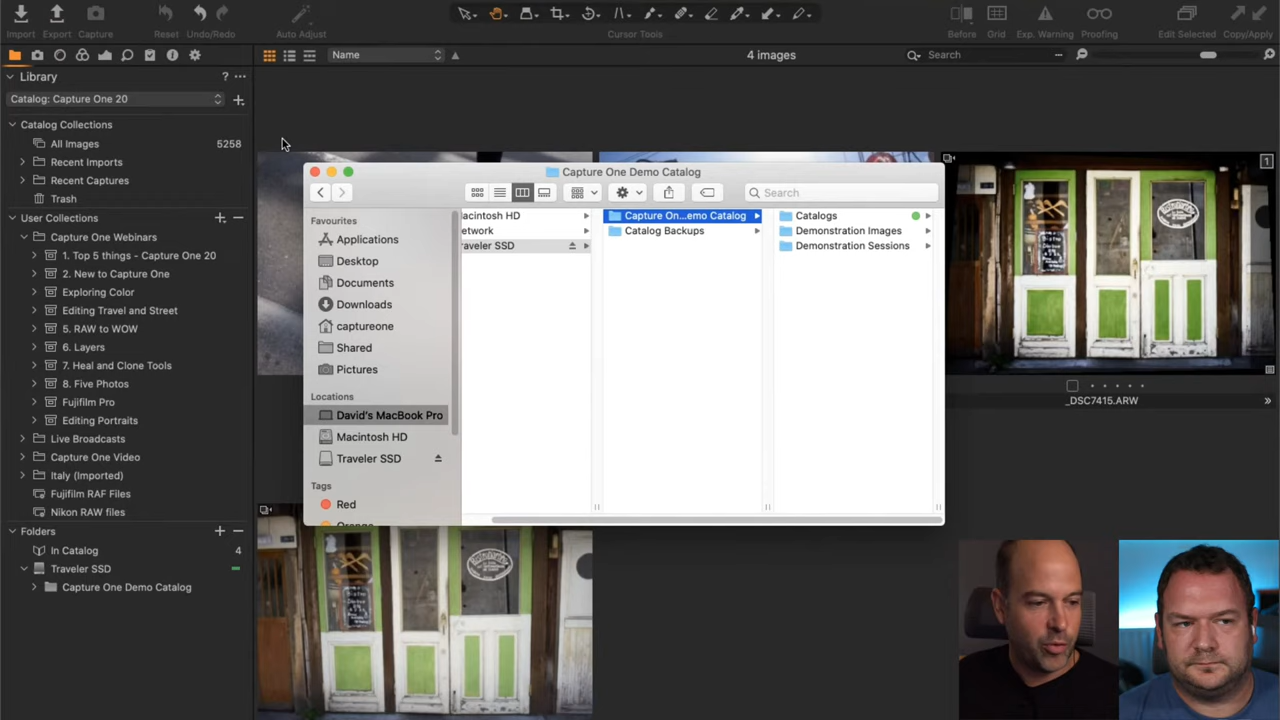 Import
Export
Capture
Reset
Undo/Redo
Auto Adjust
Cursor Tools
Before
Grid
Exp. Warning
Proofing
Edit Selected
Copy/Apply
Name
4 images
Search
Library
? ...
Catalog: Capture One 20
Catalog Collections
All Images 5258
Recent Imports
Recent Captures
Trash
User Collections
Capture One Webinars
1. Top 5 things - Capture One 20
2. New to Capture One
Exploring Color
Editing Travel and Street
5. RAW to WOW
6. Layers
7. Heal and Clone Tools
8. Five Photos
Fujifilm Pro
Editing Portraits
Live Broadcasts
Capture One Video
Italy (Imported)
Fujifilm RAF Files
Nikon RAW files
Folders
In Catalog 4
Traveler SSD
Capture One Demo Catalog
Capture One Demo Catalog
Search
Favourites
Applications
Desktop
Documents
Downloads
captureone
Shared
Pictures
Locations
David's MacBook Pro
Macintosh HD
Traveler SSD
Tags
Red
Orange
acintosh HD
etwork
raveler SSD
Capture On...emo Catalog
Catalog Backups
Catalogs
Demonstration Images
Demonstration Sessions
1
_DSC7415.ARW